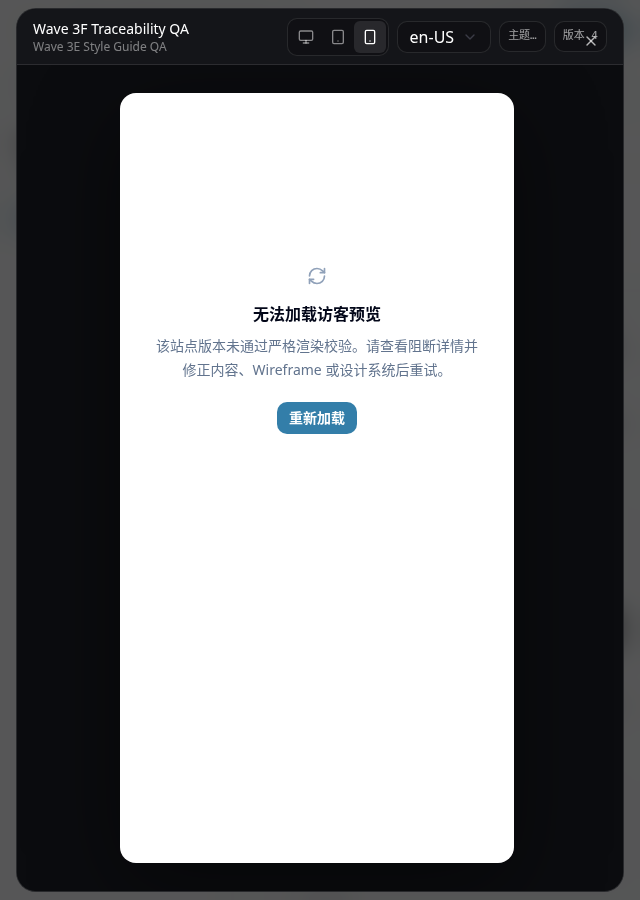 Wave 3F Traceability QA
Wave 3E Style Guide QA
en-US
主题…
版本 4
无法加载访客预览
该站点版本未通过严格渲染校验。请查看阻断详情并
修正内容、Wireframe 或设计系统后重试。
重新加载